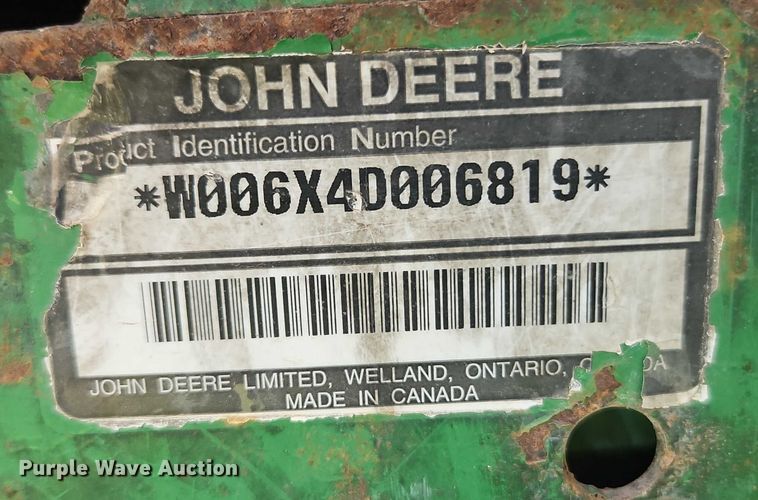 JOHN DEERE
Product Identification Number
*W006X4D006819*
JOHN DEERE LIMITED, WELLAND, ONTARIO,
MADE IN CANADA
Purple Wave Auction